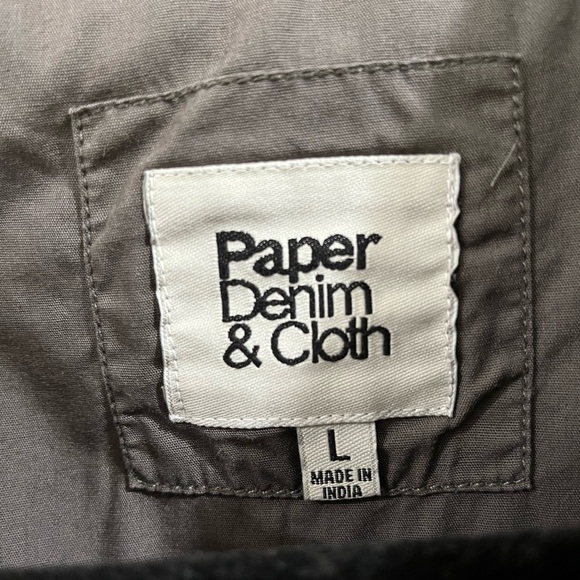 Paper
Denim
& Cloth
L
MADE IN
INDIA